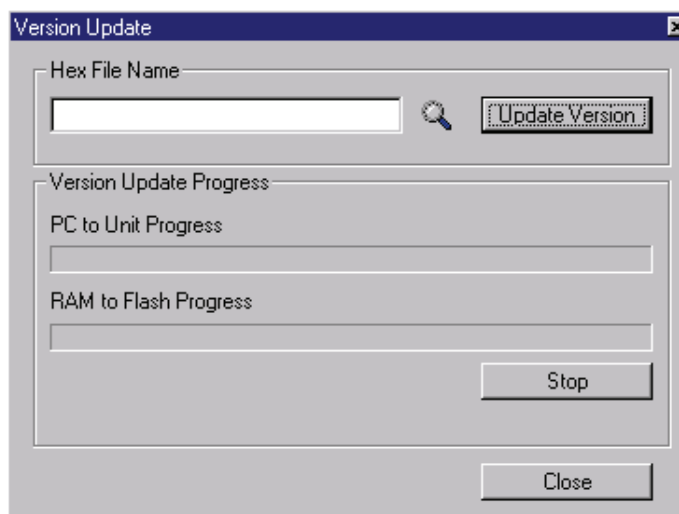 Version Update
Hex File Name
Update Version
Version Update Progress
PC to Unit Progress
RAM to Flash Progress
Stop
Close